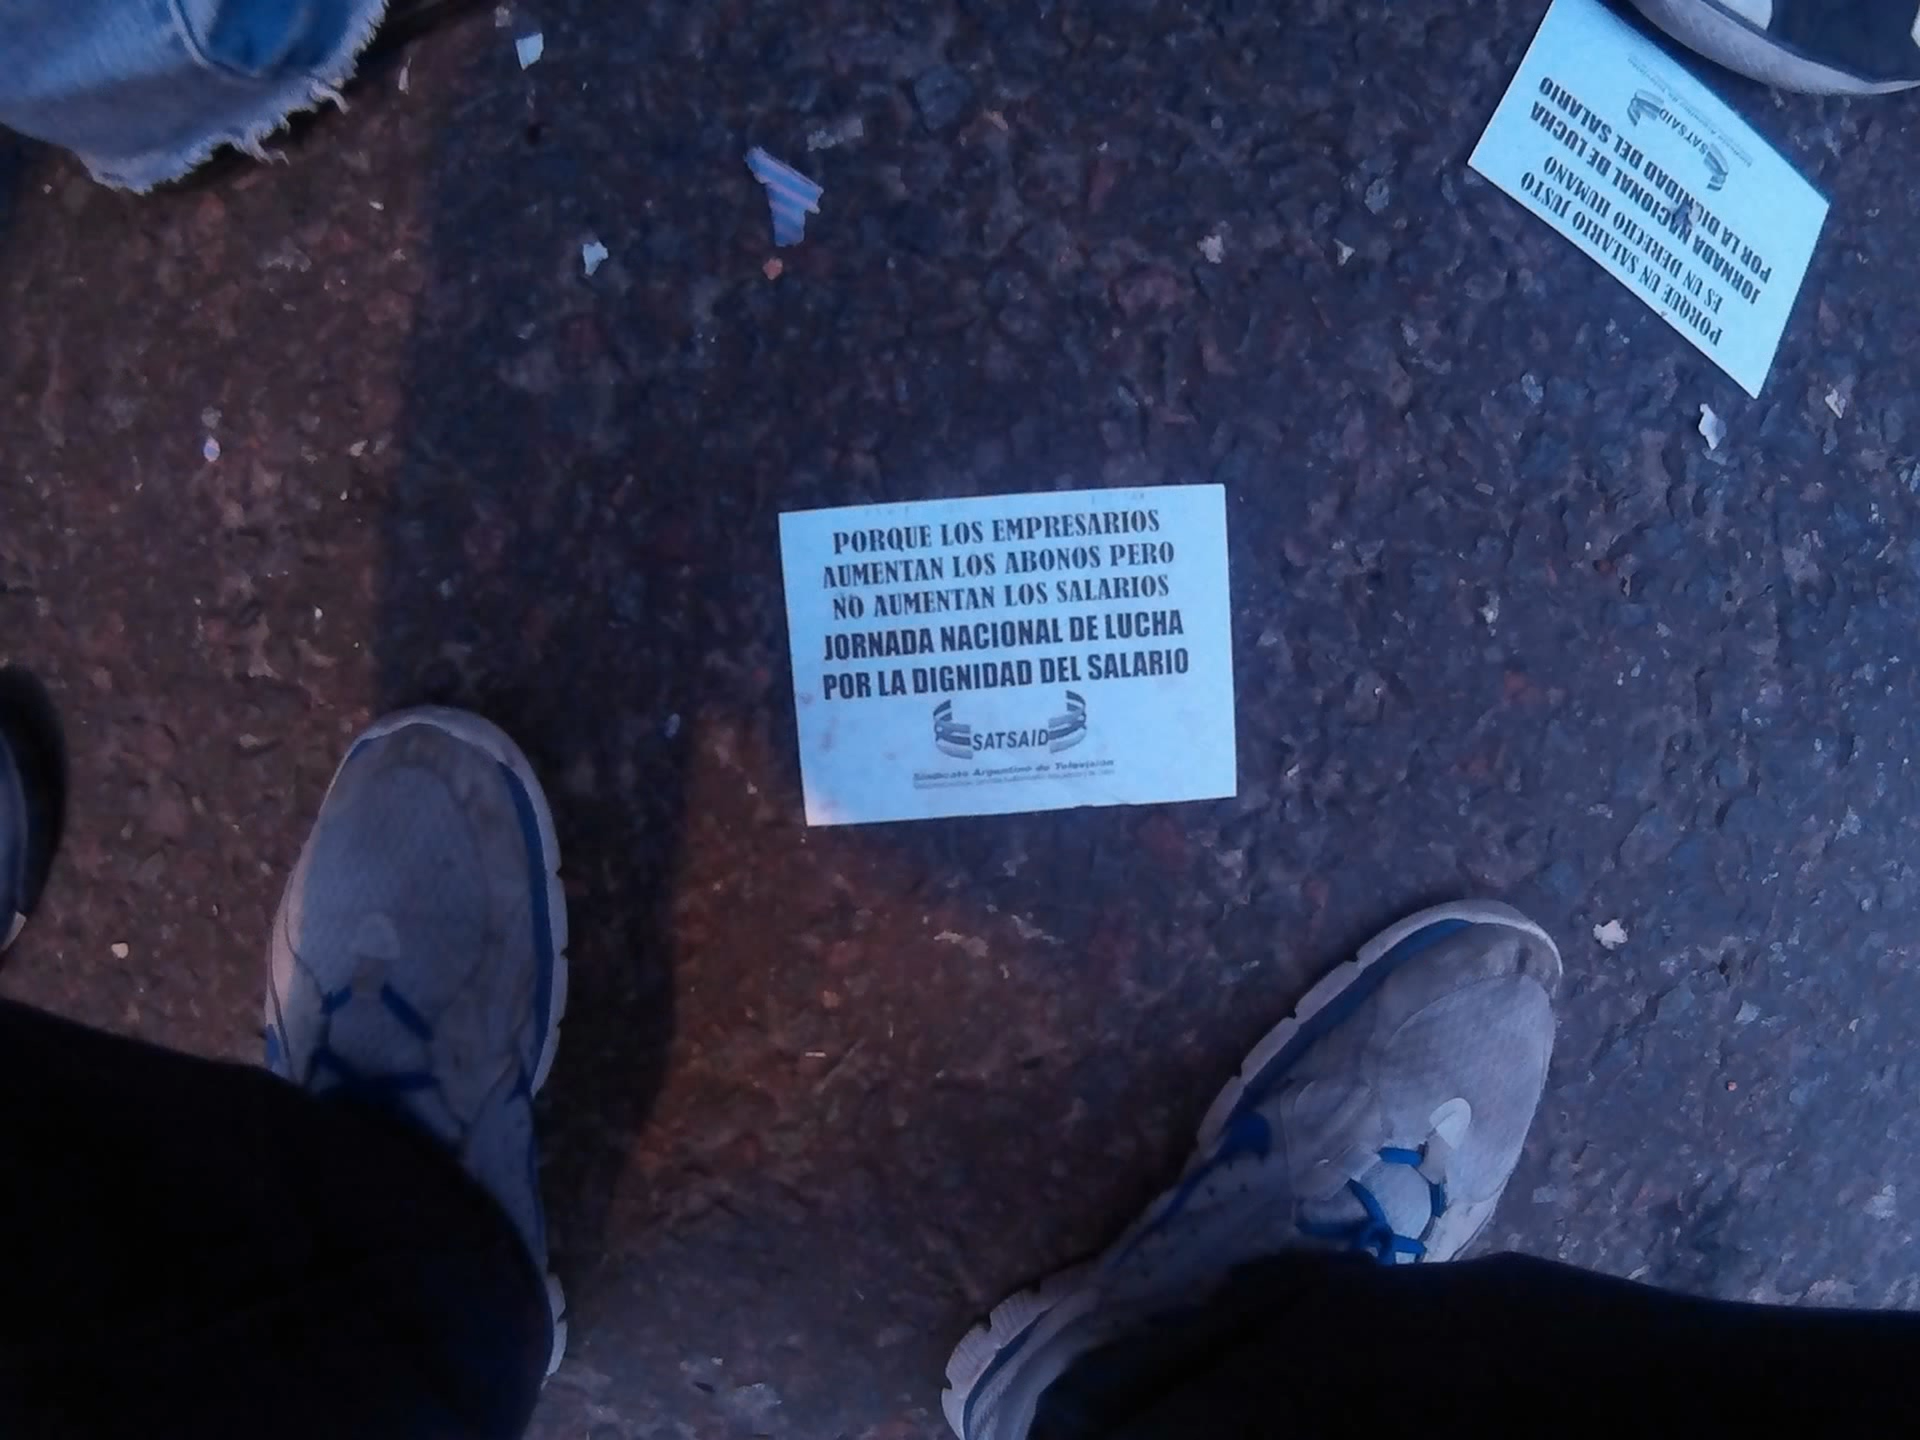 PORQUE LOS EMPRESARIOS
AUMENTAN LOS ABONOS PERO
NO AUMENTAN LOS SALARIOS
JORNADA NACIONAL DE LUCHA
POR LA DIGNIDAD DEL SALARIO
SATSAID
Sindicato Argentino de Televisión
PORQUE UN SALARIO JUSTO
ES UN DERECHO HUMANO
JORNADA NACIONAL DE LUCHA
POR LA DIGNIDAD DEL SALARIO
SATSAID